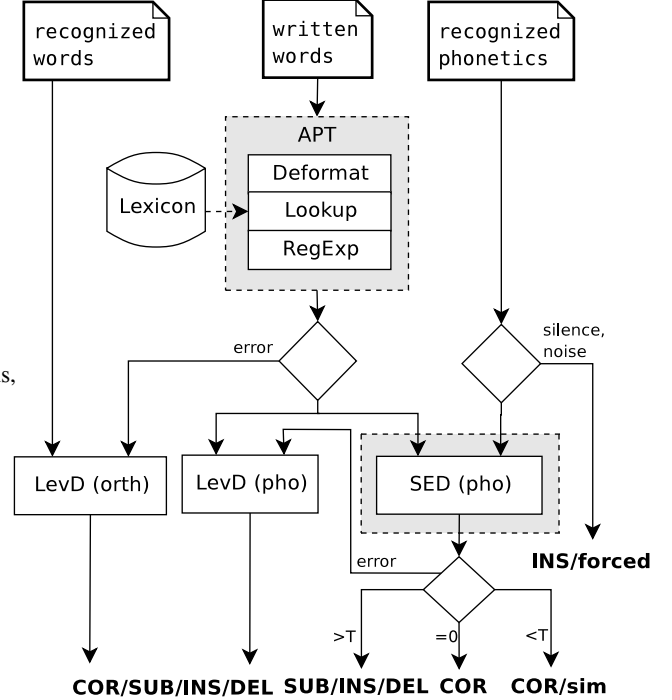 recognized
words
written
words
recognized
phonetics
APT
Deformat
Lookup
RegExp
Lexicon
silence,
noise
error
s,
LevD (orth)
LevD (pho)
SED (pho)
INS/forced
error
>T
=0
<T
COR/SUB/INS/DEL
SUB/INS/DEL
COR
COR/sim